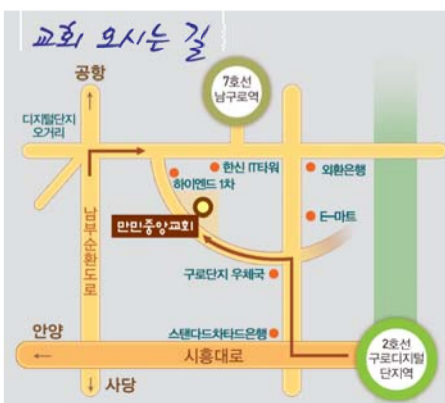 교회 오시는 길
공항
7호선
남구로역
디지털단지
오거리
한신 IT타워
하이엔드 1차
외환은행
만민중앙교회
E-마트
남부순환도로
구로단지 우체국
안양
스탠다드차타드은행
시흥대로
2호선
구로디지털
단지역
사당